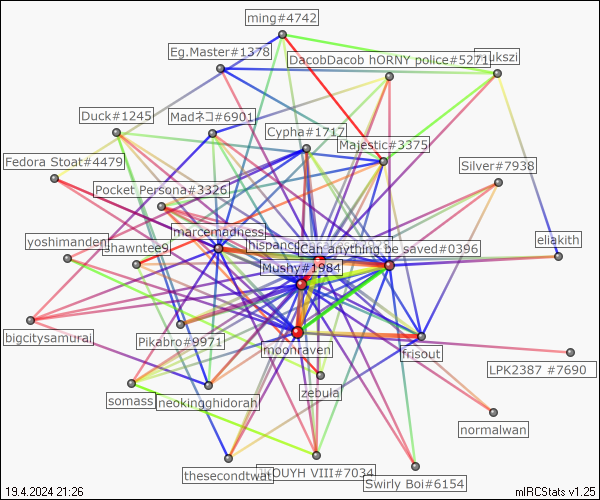 ming#4742
Eg.Master#1378
DacobDacob hORNY police#5271
ukszi
Duck#1245
Madネコ#6901
Cypha#1717
Majestic#3375
Fedora Stoat#4479
Silver#7938
Pocket Persona#3326
marcemadness
yoshimanden
shawntee9
hispanco
Can anything be saved#0396
eliakith
Mushy#1984
bigcitysamurai
Pikabro#9971
moonraven
frisout
LPK2387 #7690
somass
neokingghidorah
zebula
normalwan
thesecondtwat
OUYH VIII#7034
Swirly Boi#6154
19.4.2024 21:26
mIRCStats v1.25